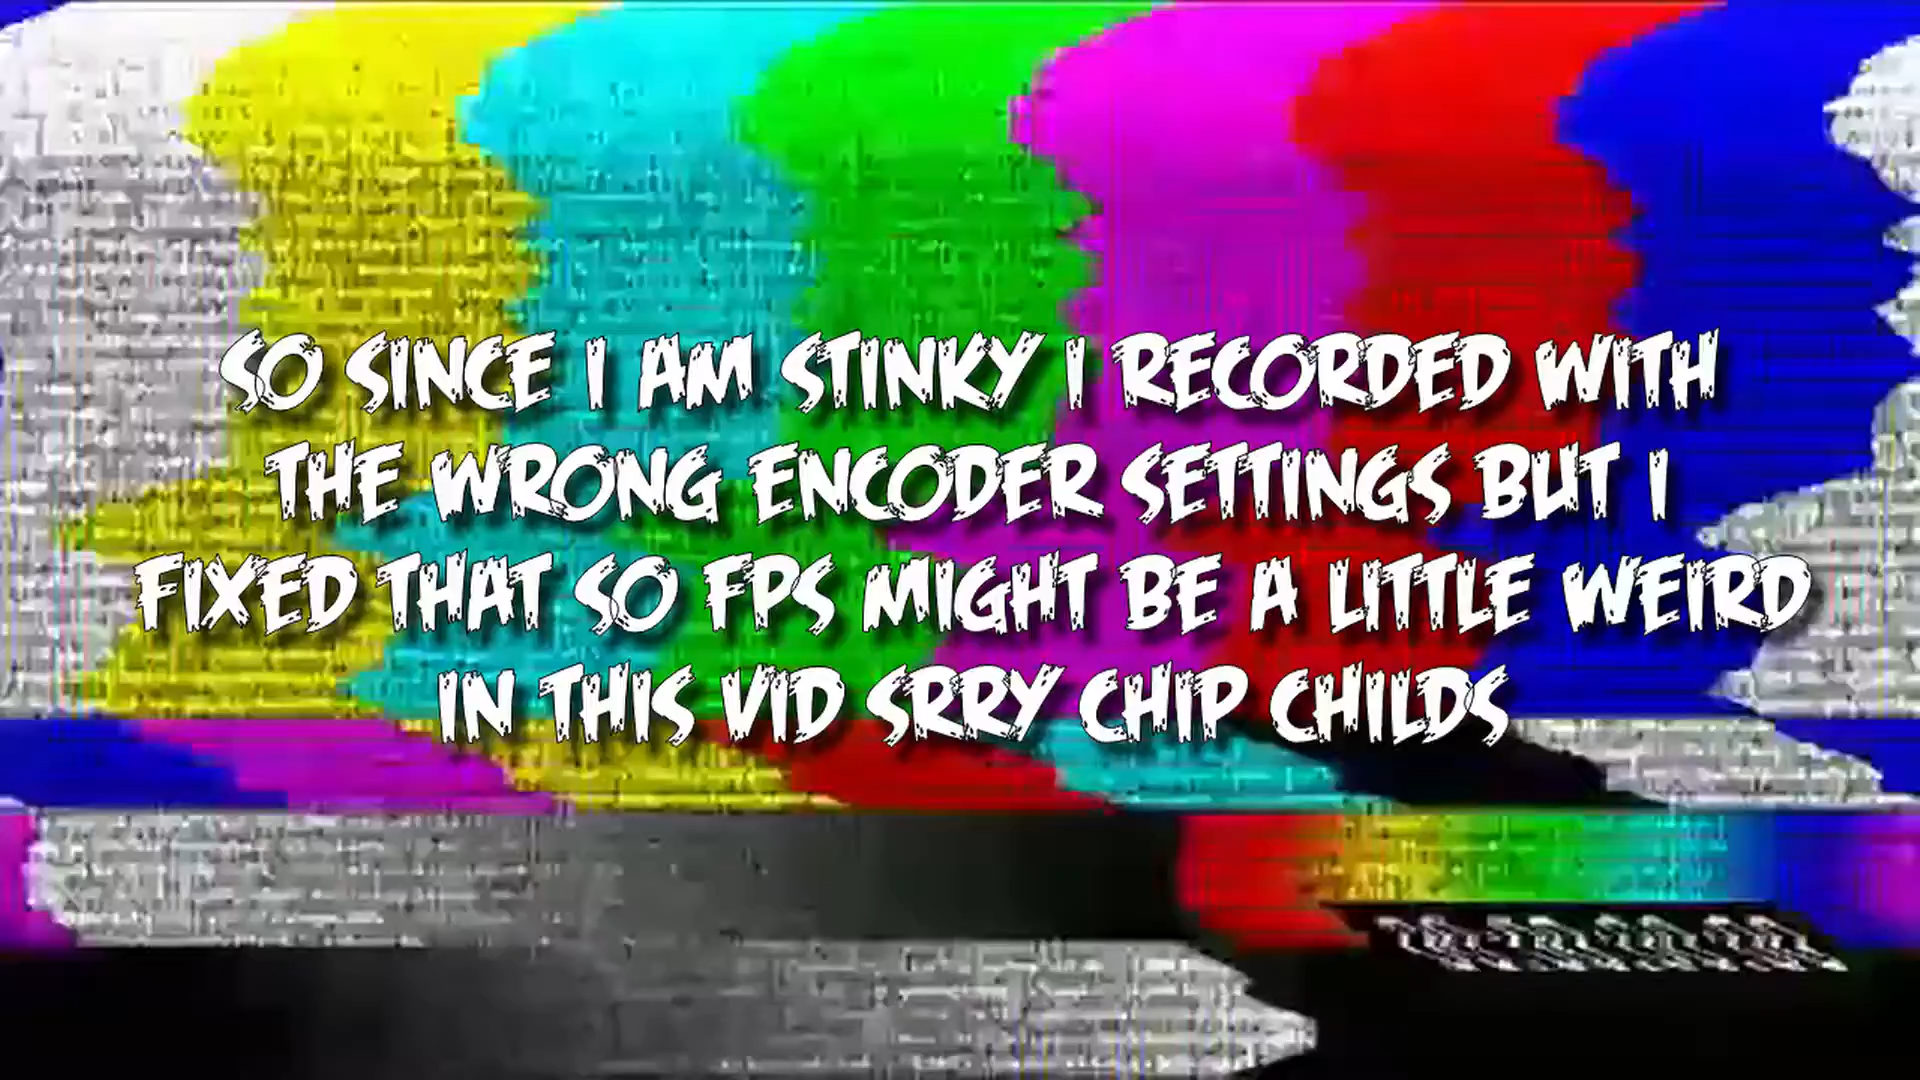 SO SINCE I AM STINKY I RECORDED WITH
THE WRONG ENCODER SETTINGS BUT I
FIXED THAT SO FPS MIGHT BE A LITTLE WEIRD
IN THIS VID SRRY CHIP CHILDS